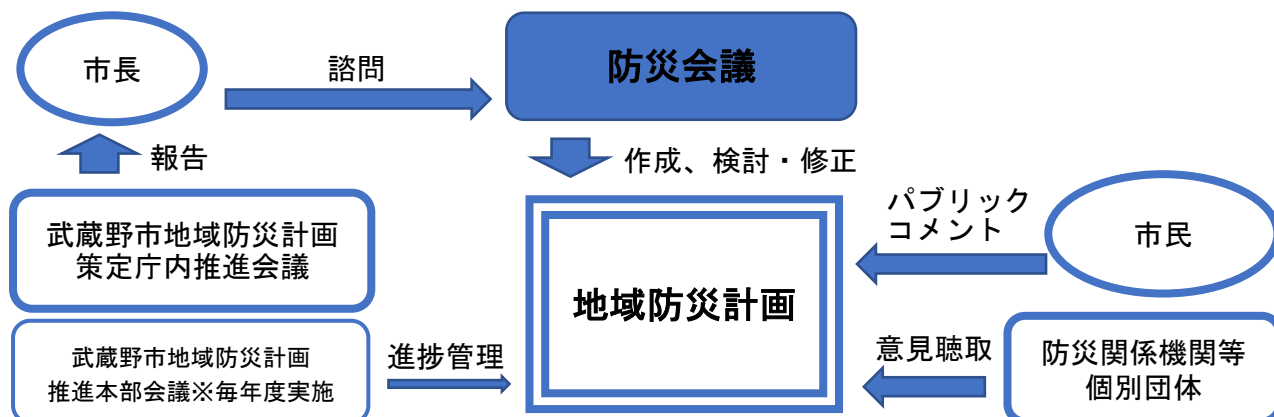 市長
諮問
防災会議
報告
作成、検討・修正
武蔵野市地域防災計画
策定庁内推進会議
パブリック
コメント
市民
地域防災計画
武蔵野市地域防災計画
推進本部会議※毎年度実施
進捗管理
意見聴取
防災関係機関等
個別団体